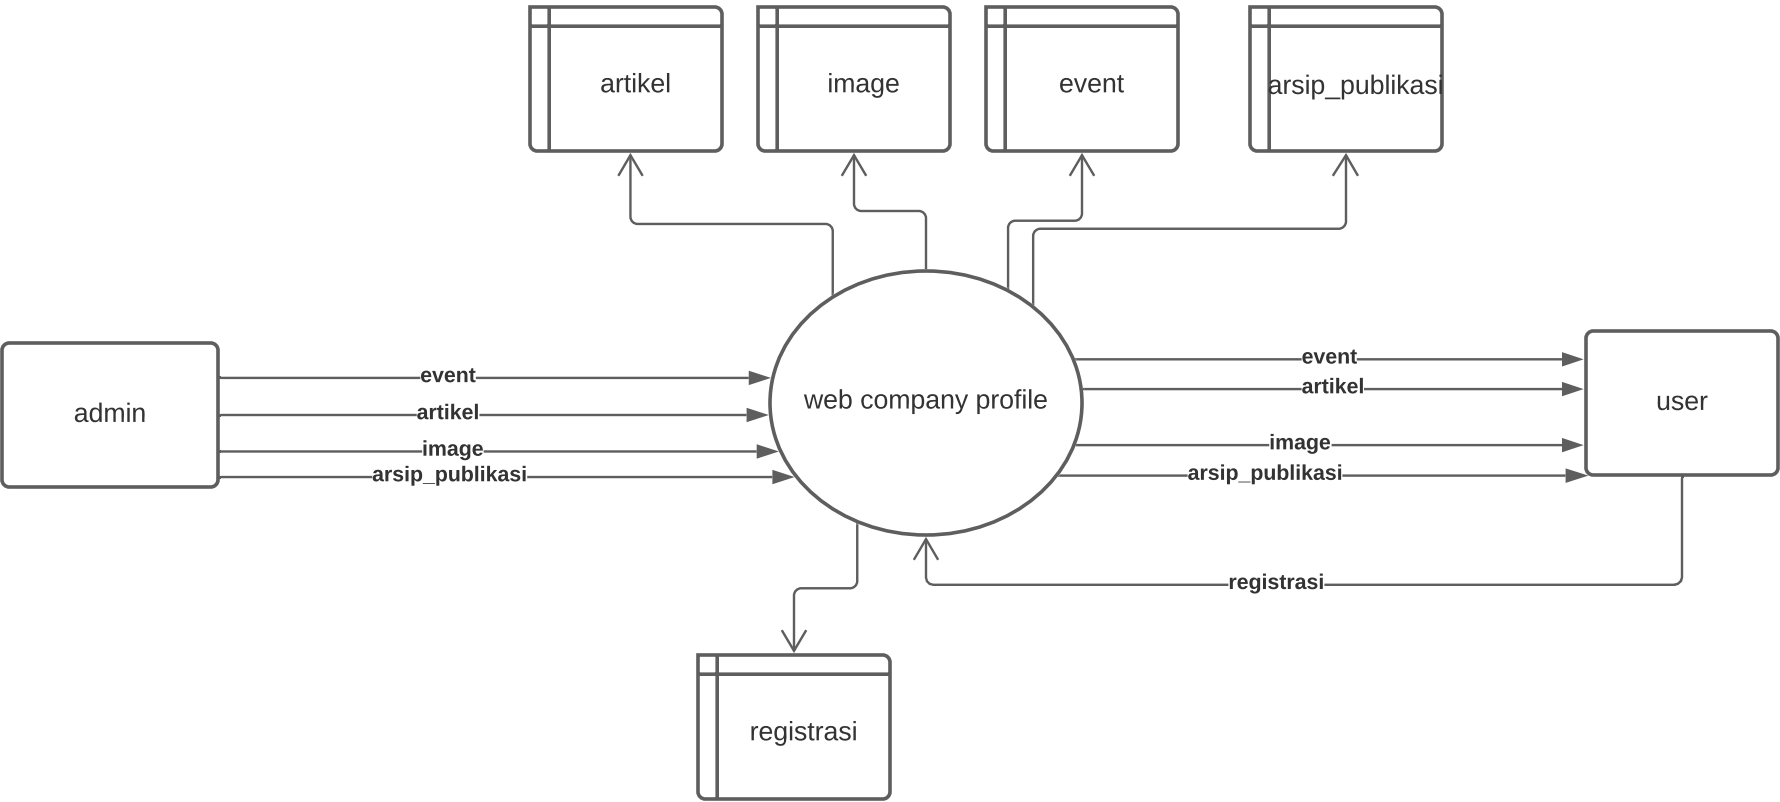 artikel
image
event
arsip_publikasi
admin
event
artikel
image
arsip_publikasi
web company profile
event
artikel
image
arsip_publikasi
user
registrasi
registrasi